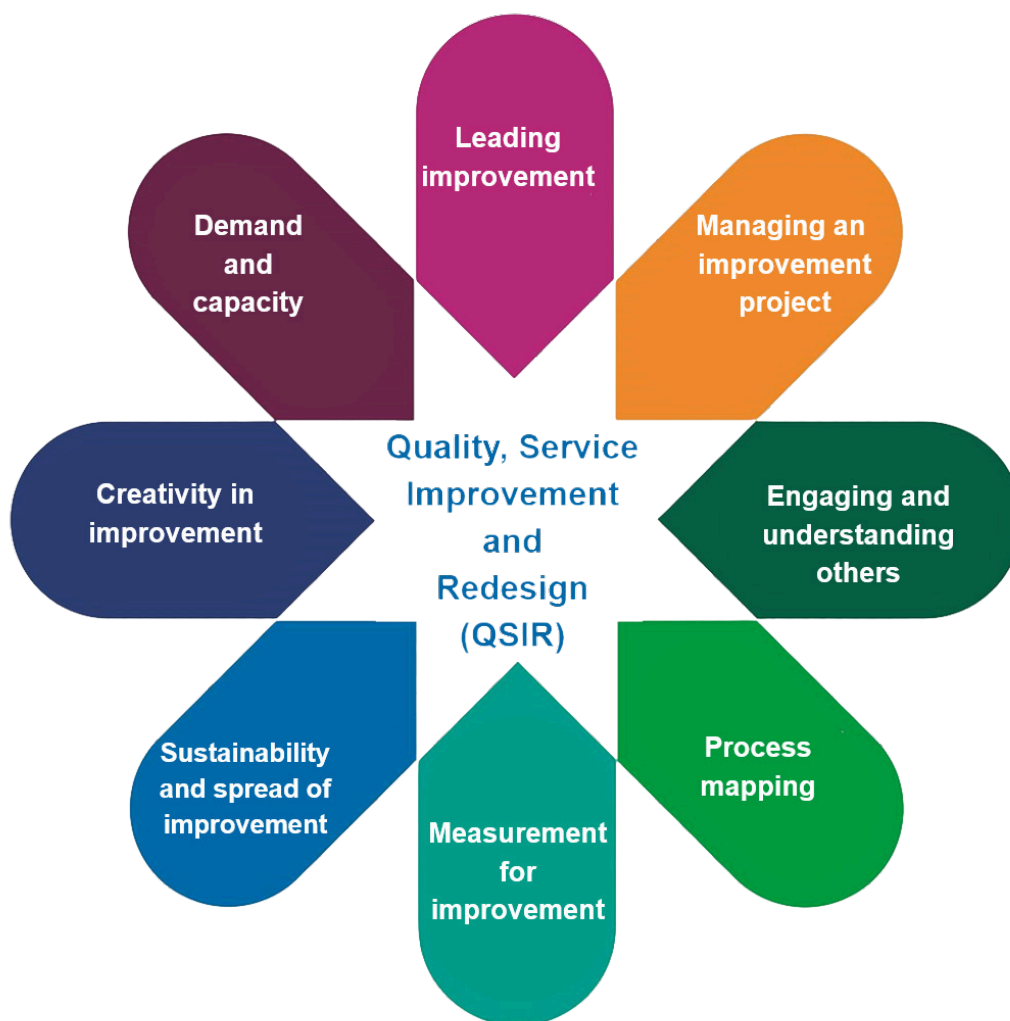 Leading
improvement
Managing an
improvement
project
Engaging and
understanding
others
Process
mapping
Measurement
for
improvement
Sustainability
and spread of
improvement
Creativity in
improvement
Demand
and
capacity
Quality, Service
Improvement
and
Redesign
(QSIR)